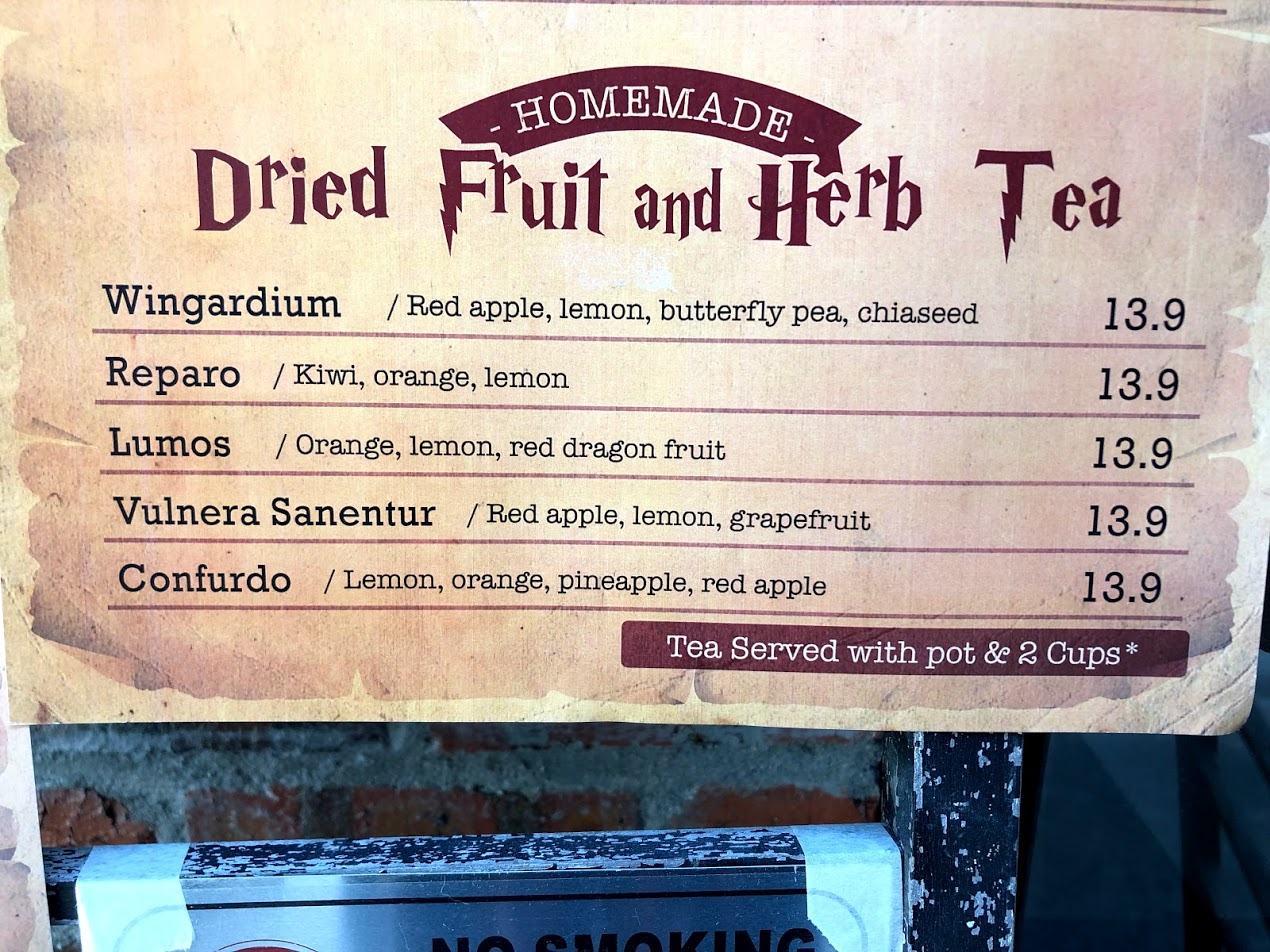 - HOMEMADE -
Dried Fruit and Herb Tea
Wingardium / Red apple, lemon, butterfly pea, chiaseed 13.9
Reparo / Kiwi, orange, lemon 13.9
Lumos / Orange, lemon, red dragon fruit 13.9
Vulnera Sanentur / Red apple, lemon, grapefruit 13.9
Confurdo / Lemon, orange, pineapple, red apple 13.9
Tea Served with pot & 2 Cups*
NO SMOKING